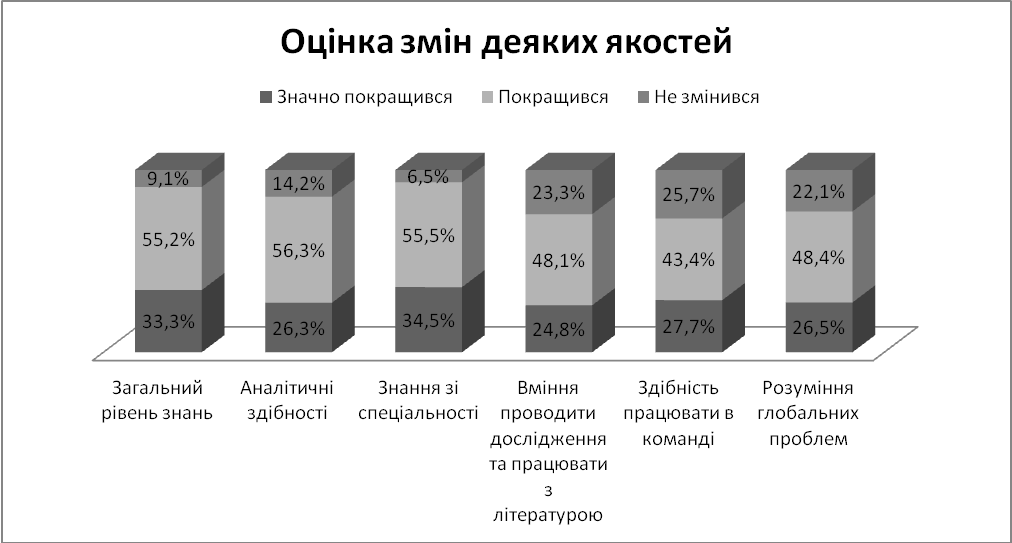 Оцінка змін деяких якостей
Значно покращився Покращився Не змінився
9,1% 14,2% 6,5% 23,3% 25,7% 22,1%
55,2% 56,3% 55,5% 48,1% 43,4% 48,4%
33,3% 26,3% 34,5% 24,8% 27,7% 26,5%
Загальний
рівень знань
Аналітичні
здібності
Знання зі
спеціальності
Вміння
проводити
дослідження
та працювати
з
літературою
Здібність
працювати в
команді
Розуміння
глобальних
проблем